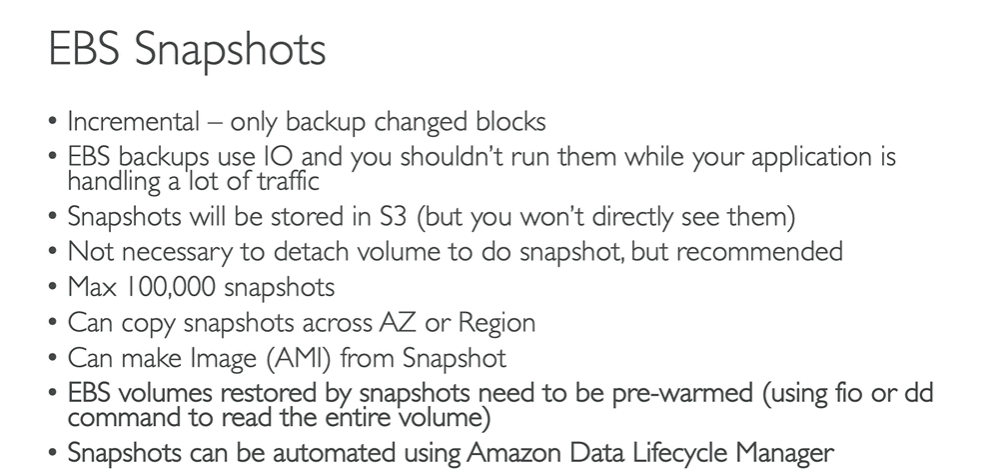 EBS Snapshots
• Incremental – only backup changed blocks
• EBS backups use IO and you shouldn't run them while your application is
handling a lot of traffic
• Snapshots will be stored in S3 (but you won't directly see them)
• Not necessary to detach volume to do snapshot, but recommended
• Max 100,000 snapshots
• Can copy snapshots across AZ or Region
• Can make Image (AMI) from Snapshot
• EBS volumes restored by snapshots need to be pre-warmed (using fio or dd
command to read the entire volume)
• Snapshots can be automated using Amazon Data Lifecycle Manager